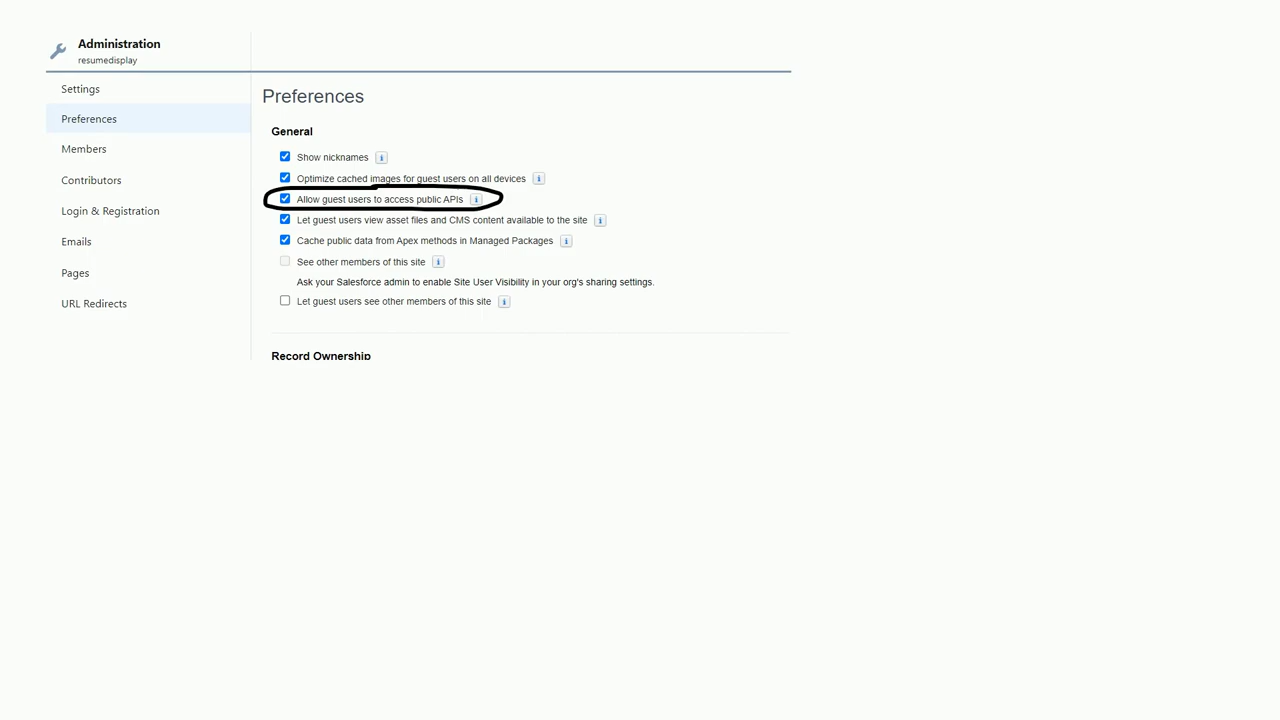 Administration
resumedisplay
Settings
Preferences
Members
Contributors
Login & Registration
Emails
Pages
URL Redirects
Preferences
General
Show nicknames
Optimize cached images for guest users on all devices
Allow guest users to access public APIs
Let guest users view asset files and CMS content available to the site
Cache public data from Apex methods in Managed Packages
See other members of this site
Ask your Salesforce admin to enable Site User Visibility in your org's sharing settings.
Let guest users see other members of this site
Record Ownership